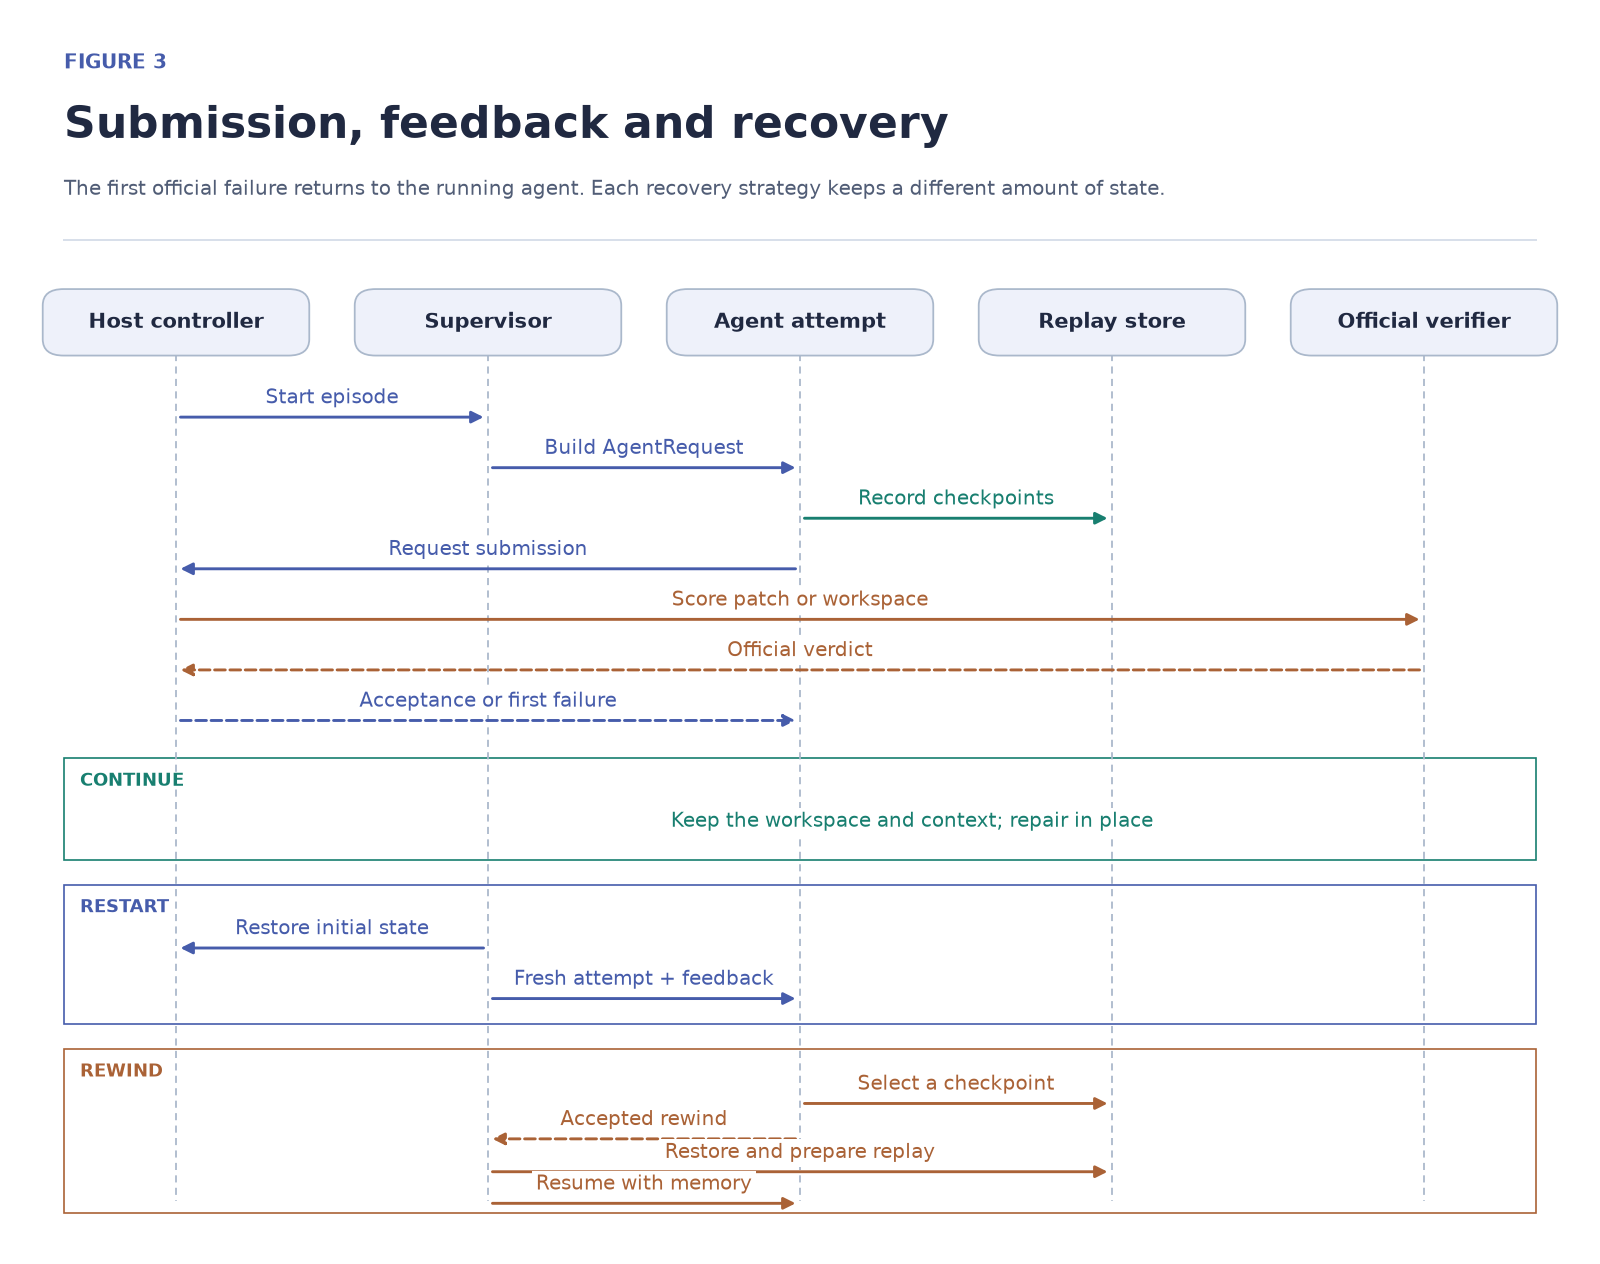 FIGURE 3
Submission, feedback and recovery
The first official failure returns to the running agent. Each recovery strategy keeps a different amount of state.
Host controller
Supervisor
Agent attempt
Replay store
Official verifier
Start episode
Build AgentRequest
Record checkpoints
Request submission
Score patch or workspace
Official verdict
Acceptance or first failure
CONTINUE
Keep the workspace and context; repair in place
RESTART
Restore initial state
Fresh attempt + feedback
REWIND
Select a checkpoint
Accepted rewind
Restore and prepare replay
Resume with memory